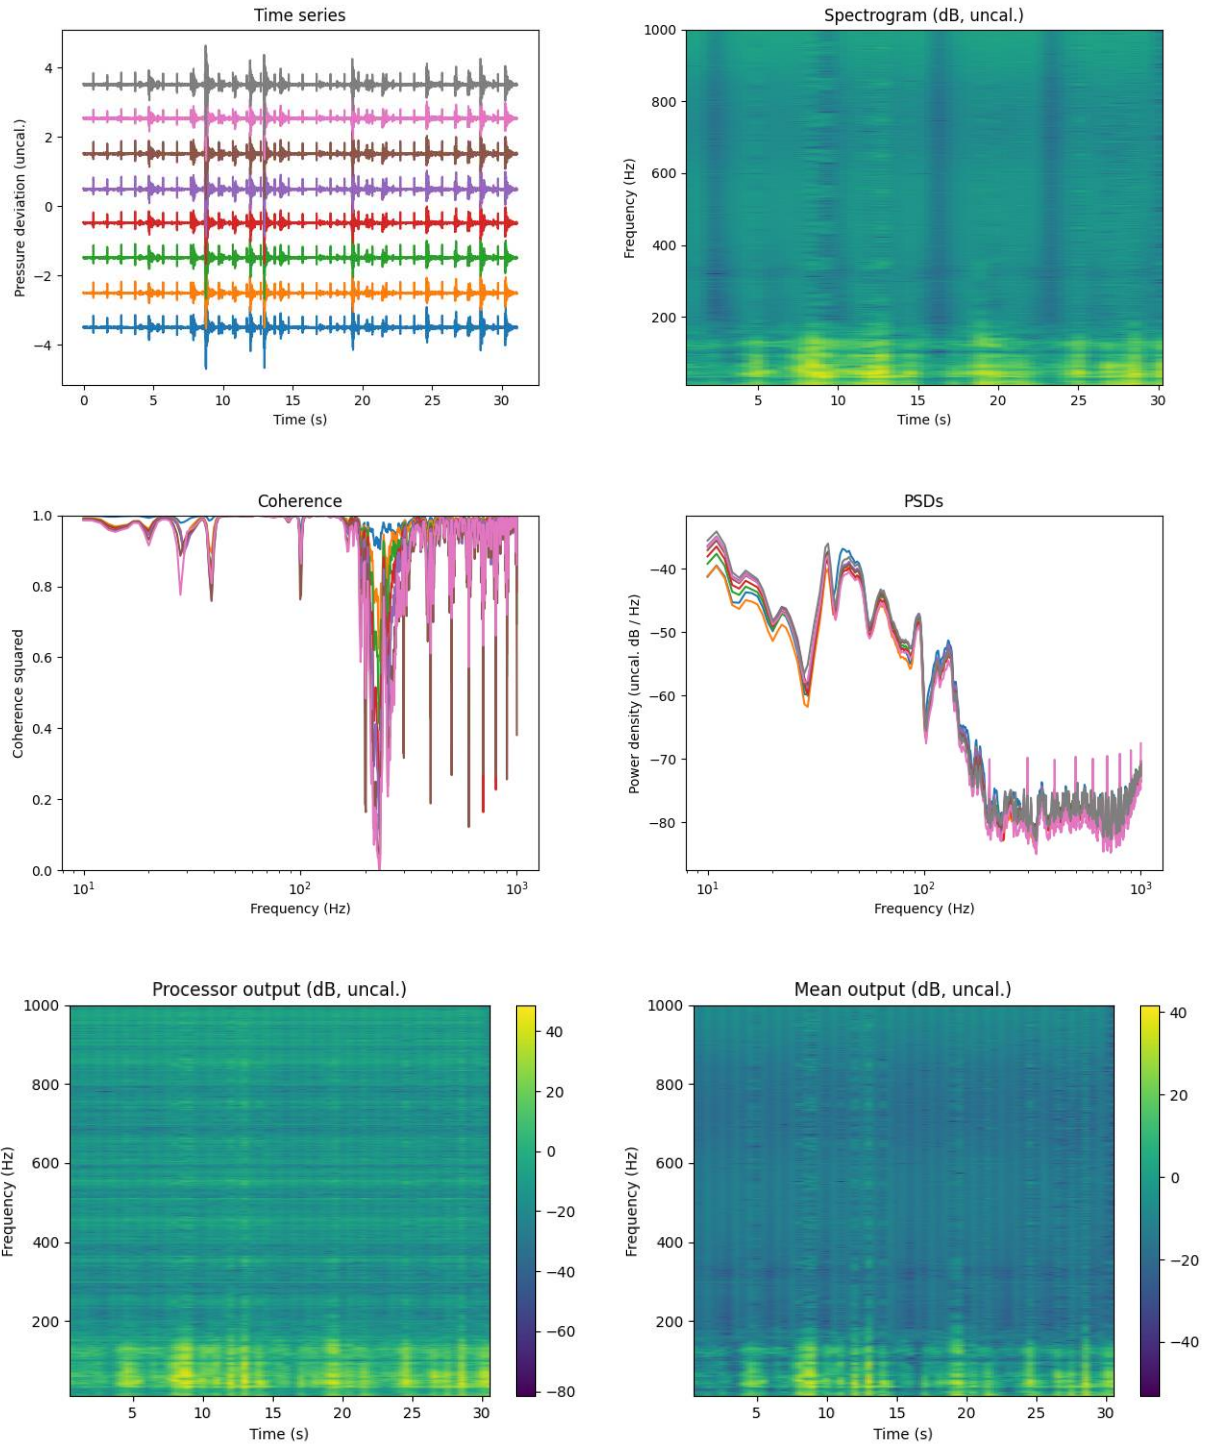 Time series
Pressure deviation (uncal.)
4
2
0
−2
−4
0 5 10 15 20 25 30
Time (s)
Spectrogram (dB, uncal.)
Frequency (Hz)
1000
800
600
400
200
5 10 15 20 25 30
Time (s)
Coherence
Coherence squared
1.0
0.8
0.6
0.4
0.2
0.0
10¹ 10² 10³
Frequency (Hz)
PSDs
Power density (uncal. dB / Hz)
−40
−50
−60
−70
−80
10¹ 10² 10³
Frequency (Hz)
Processor output (dB, uncal.)
Frequency (Hz)
1000
800
600
400
200
5 10 15 20 25 30
Time (s)
40
20
0
−20
−40
−60
−80
Mean output (dB, uncal.)
Frequency (Hz)
1000
800
600
400
200
5 10 15 20 25 30
Time (s)
40
20
0
−20
−40